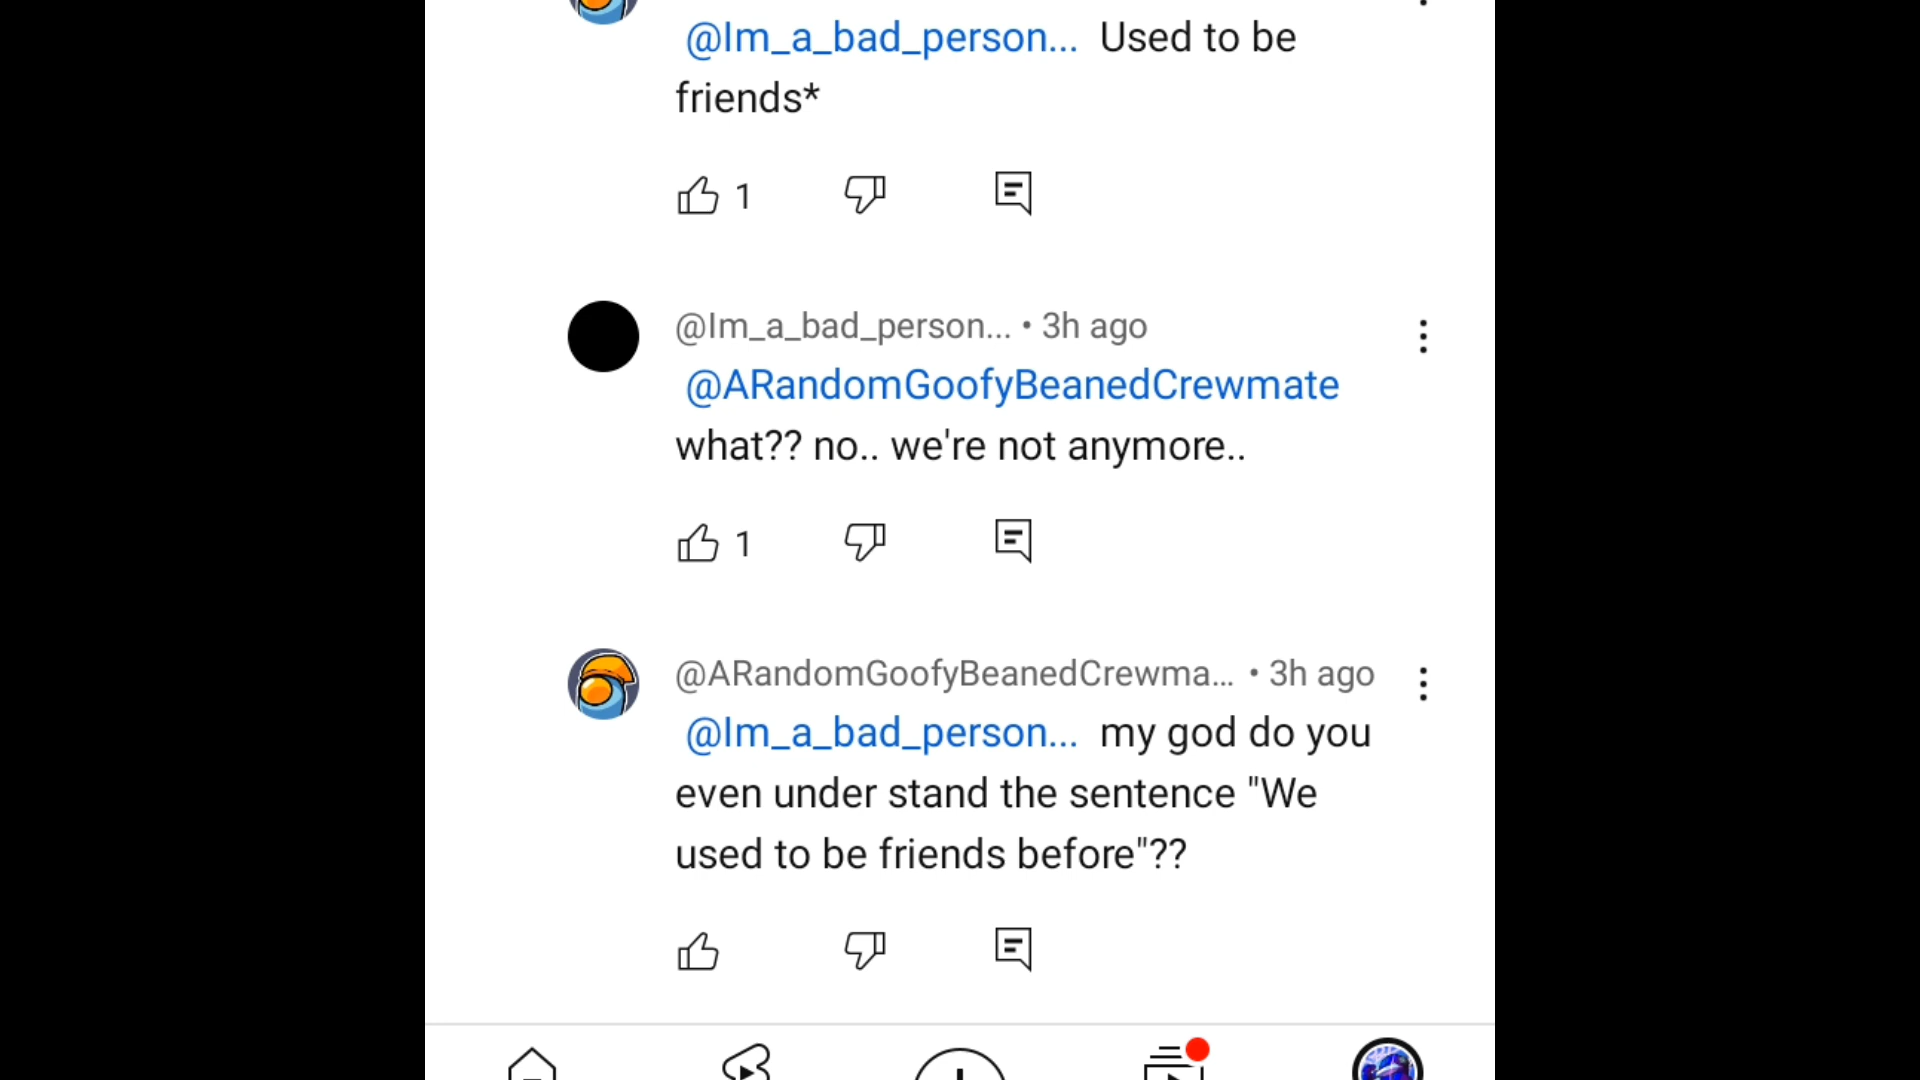 @Im_a_bad_person... Used to be
friends*
1
@Im_a_bad_person... • 3h ago
@ARandomGoofyBeanedCrewmate
what?? no.. we're not anymore..
1
@ARandomGoofyBeanedCrewma... • 3h ago
@Im_a_bad_person... my god do you
even under stand the sentence "We
used to be friends before"??